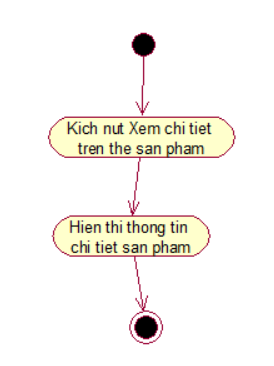 Kich nut Xem chi tiet
tren the san pham
Hien thi thong tin
chi tiet san pham